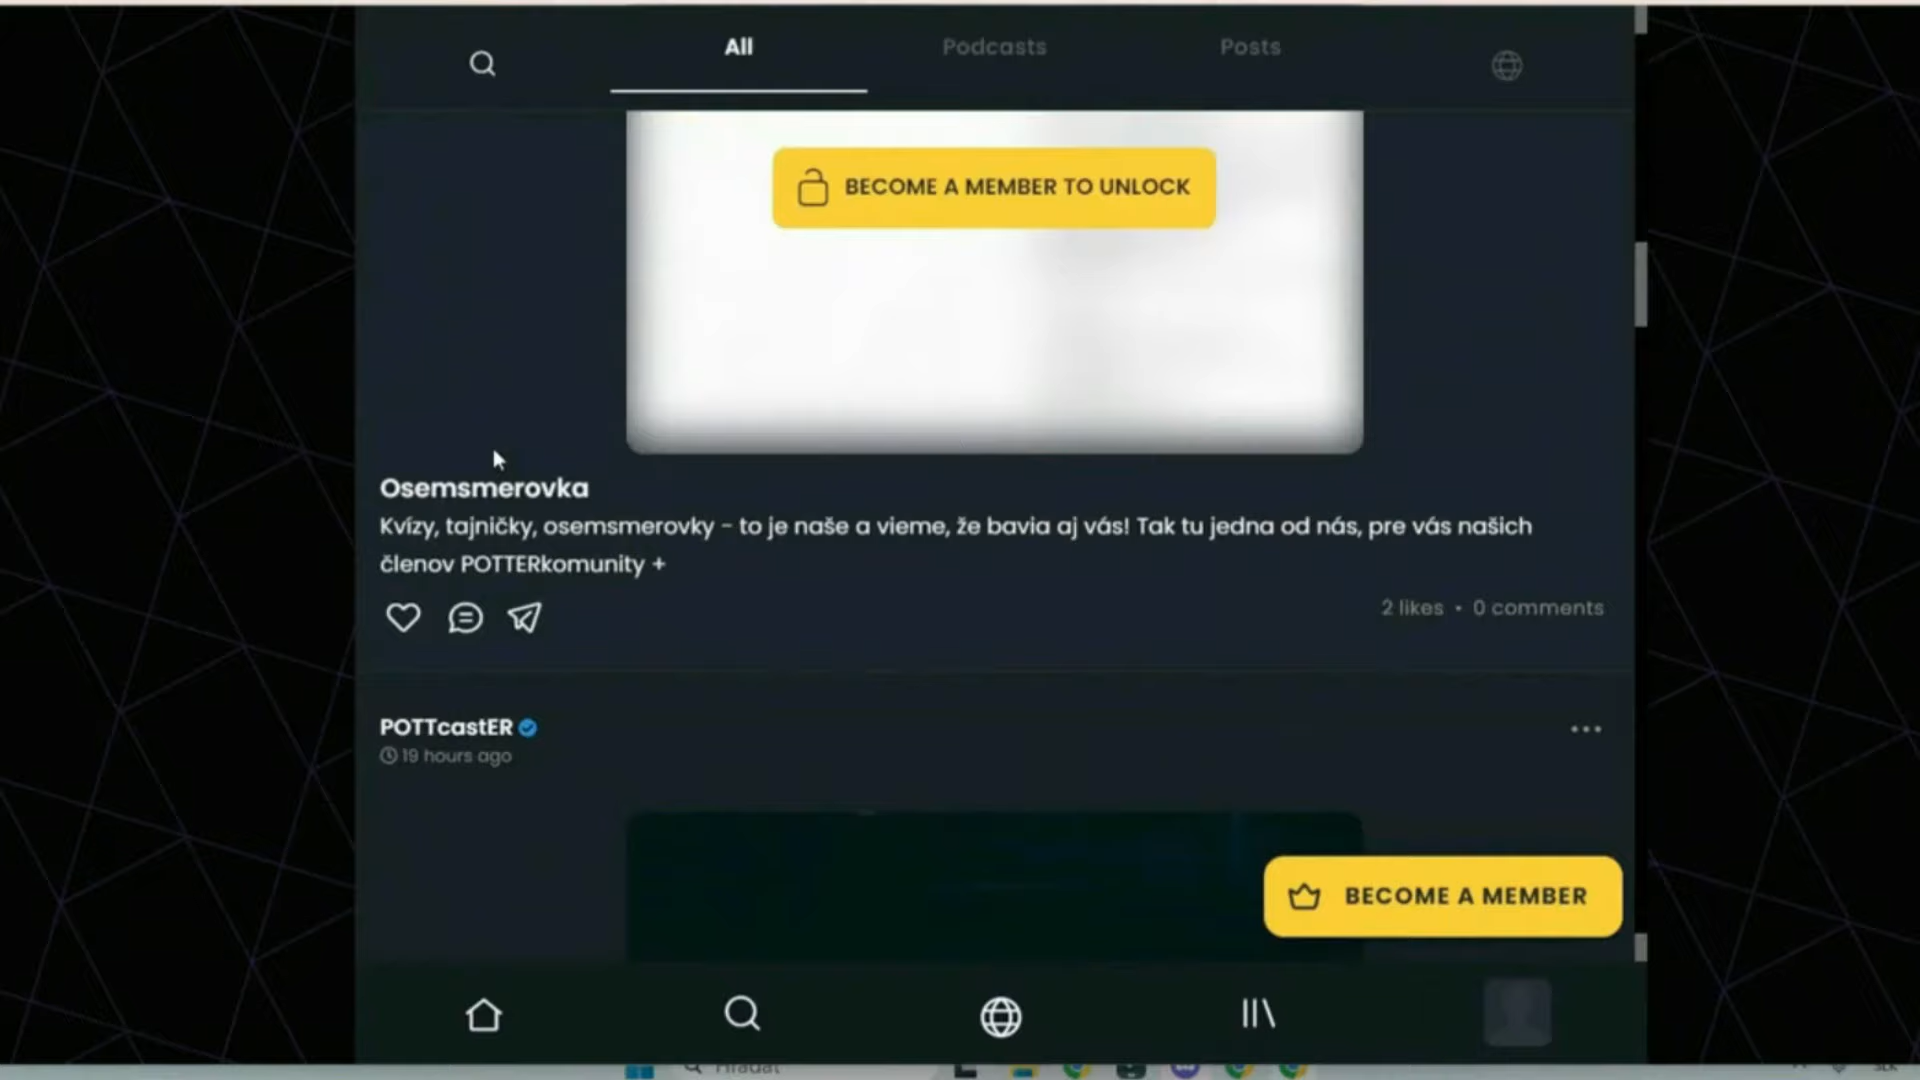 All
Podcasts
Posts
BECOME A MEMBER TO UNLOCK
Osemsmerovka
Kvízy, tajničky, osemsmerovky - to je naše a vieme, že bavia aj vás! Tak tu jedna od nás, pre vás našich
členov POTTERkomunity +
2 likes • 0 comments
POTTcastER
19 hours ago
BECOME A MEMBER